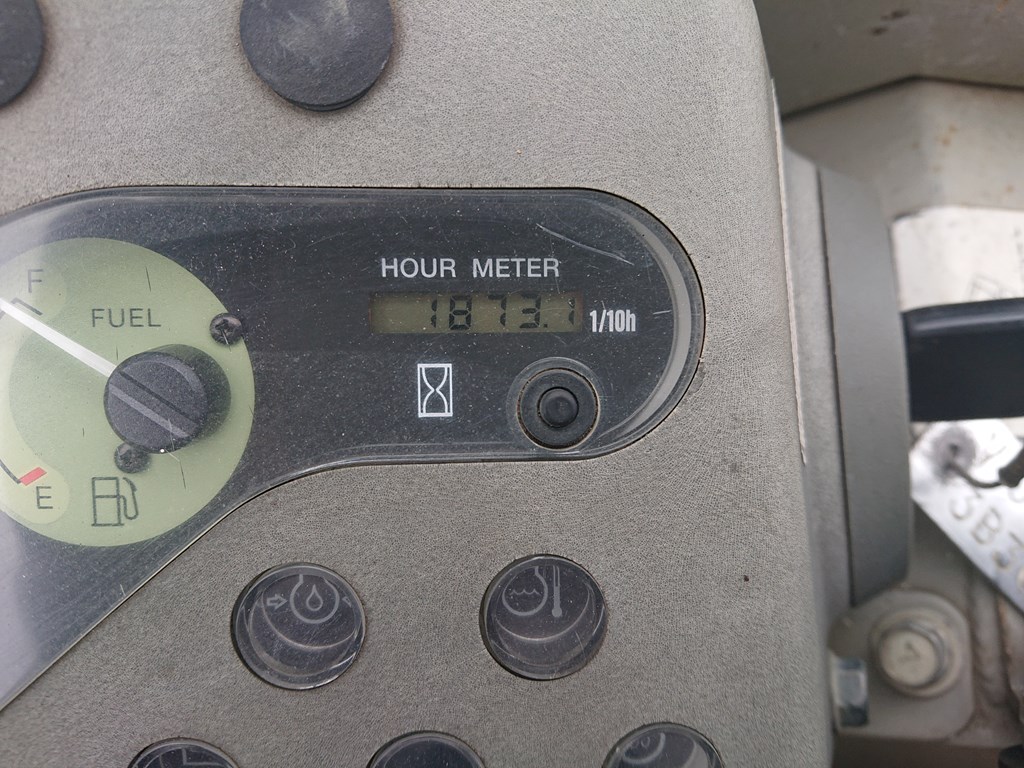 HOUR METER
1873.1 1/10h
F
FUEL
E